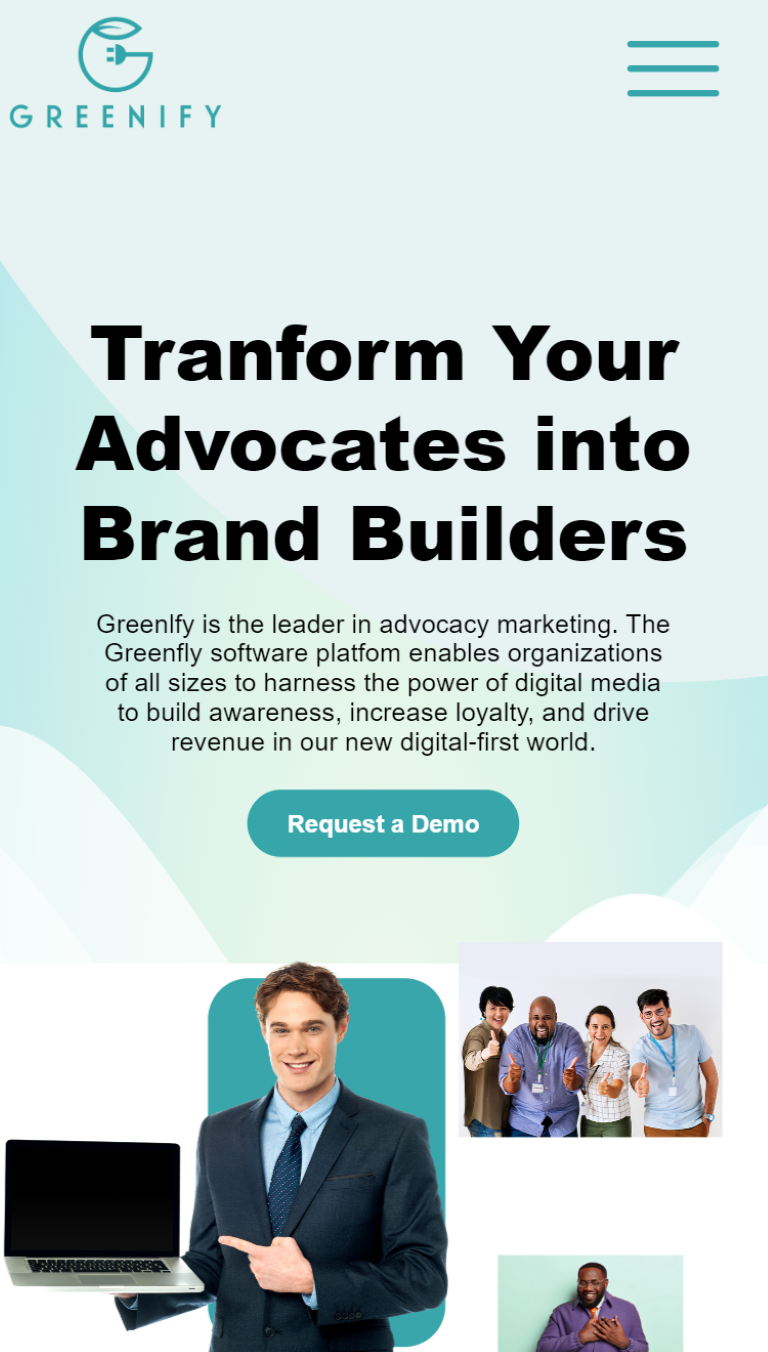 GREENIFY
Tranform Your
Advocates into
Brand Builders
Greenlfy is the leader in advocacy marketing. The
Greenfly software platfom enables organizations
of all sizes to harness the power of digital media
to build awareness, increase loyalty, and drive
revenue in our new digital-first world.
Request a Demo